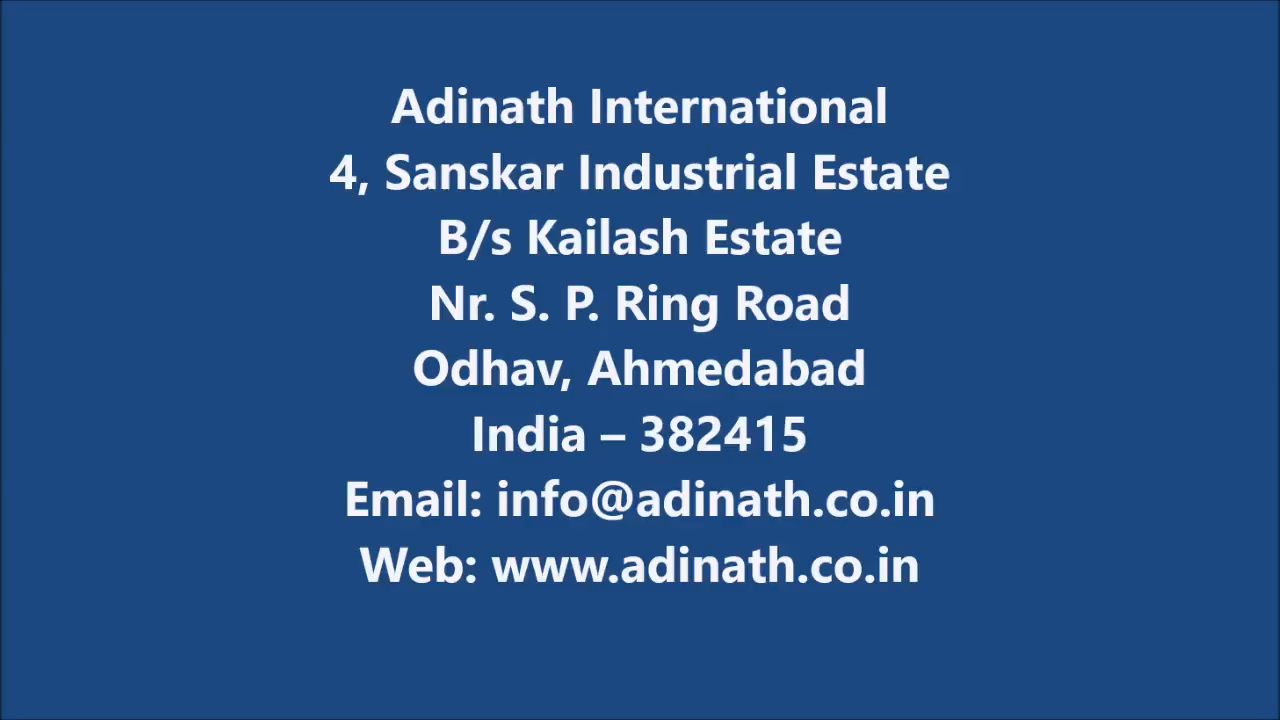 Adinath International
4, Sanskar Industrial Estate
B/s Kailash Estate
Nr. S. P. Ring Road
Odhav, Ahmedabad
India – 382415
Email: info@adinath.co.in
Web: www.adinath.co.in